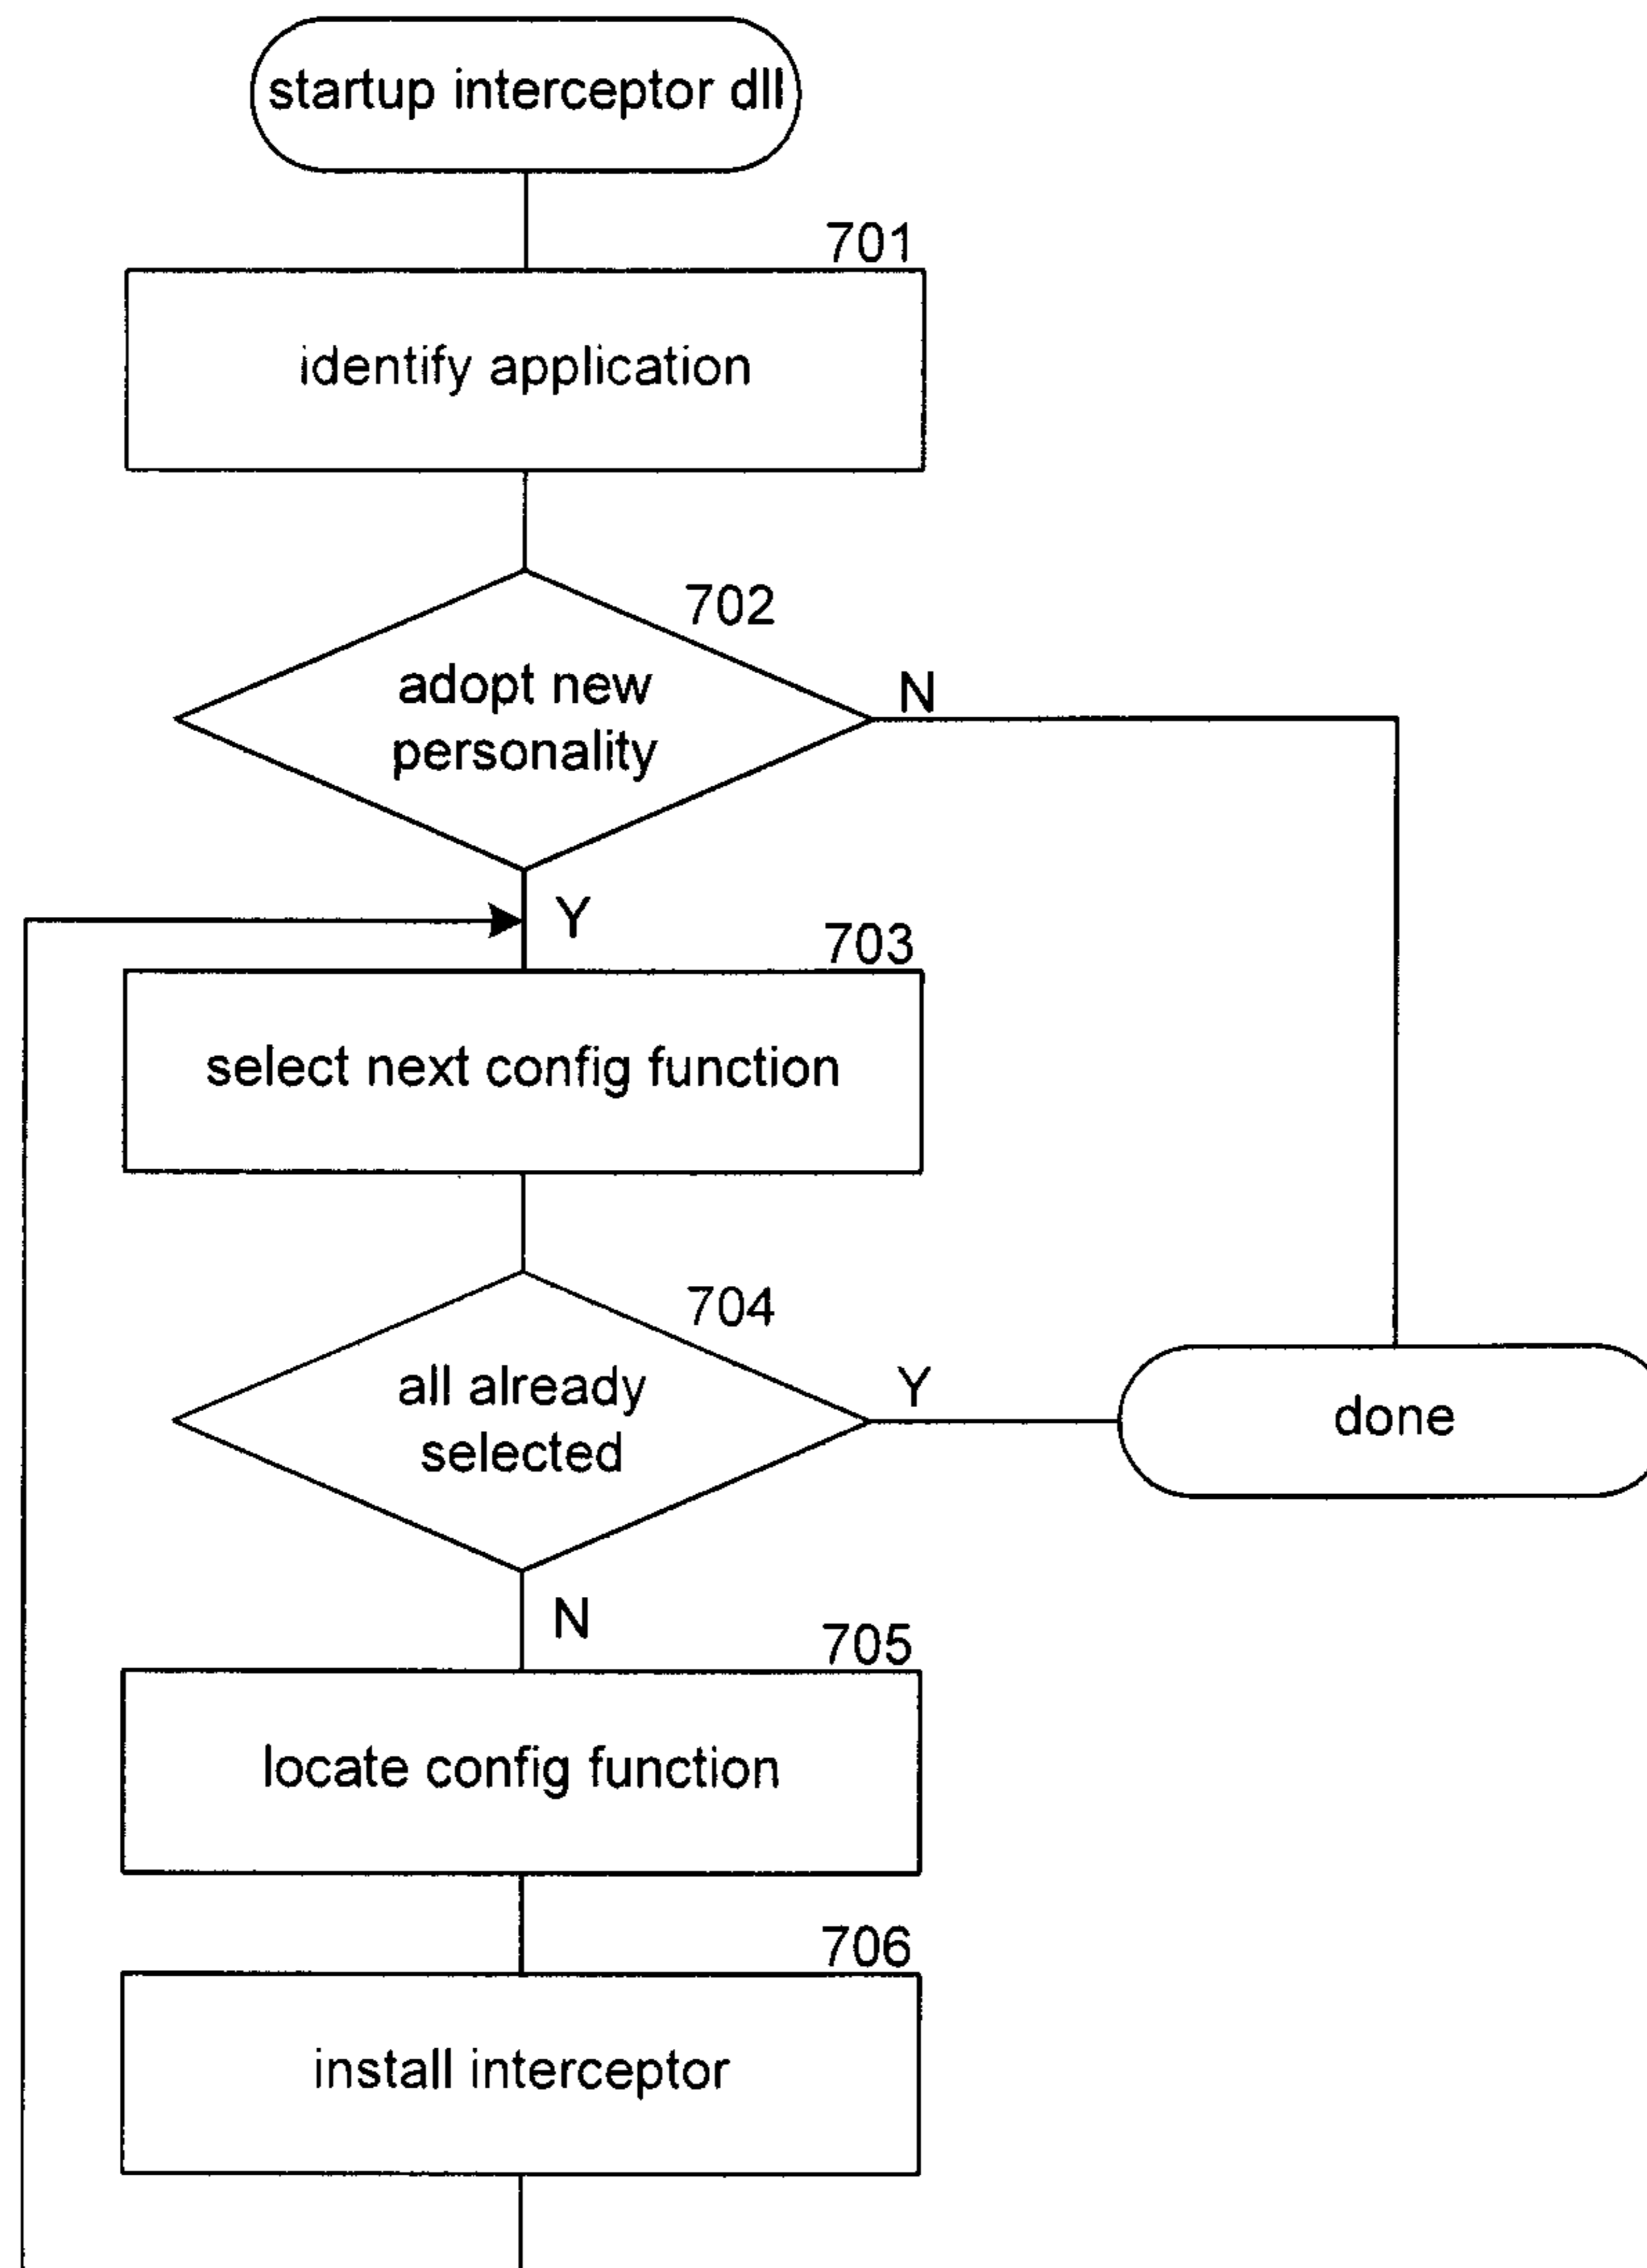 startup interceptor dll
701
identify application
702
adopt new
personality
N
Y
703
select next config function
704
all already
selected
Y
done
N
705
locate config function
706
install interceptor